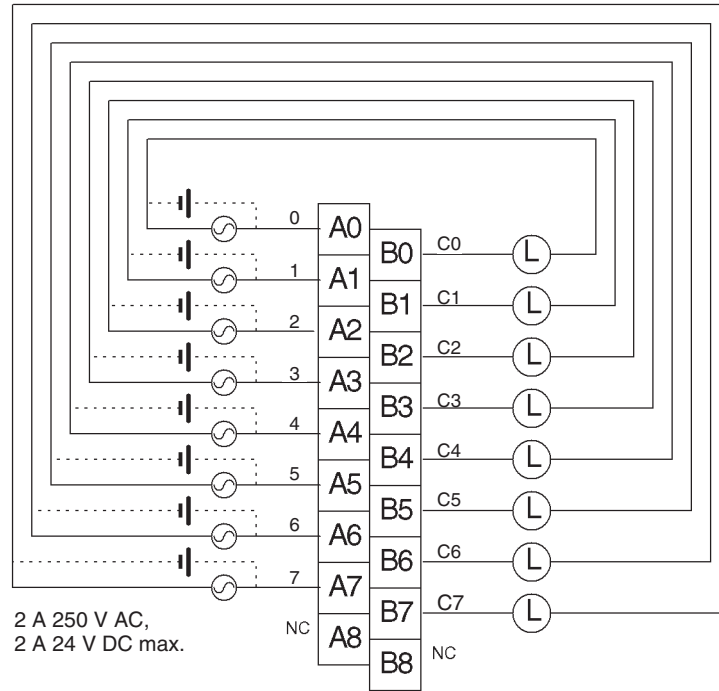 0 A0
B0 C0 L
1 A1
B1 C1 L
2 A2
B2 C2 L
3 A3
B3 C3 L
4 A4
B4 C4 L
5 A5
B5 C5 L
6 A6
B6 C6 L
7 A7
B7 C7 L
NC A8
B8 NC
2 A 250 V AC,
2 A 24 V DC max.